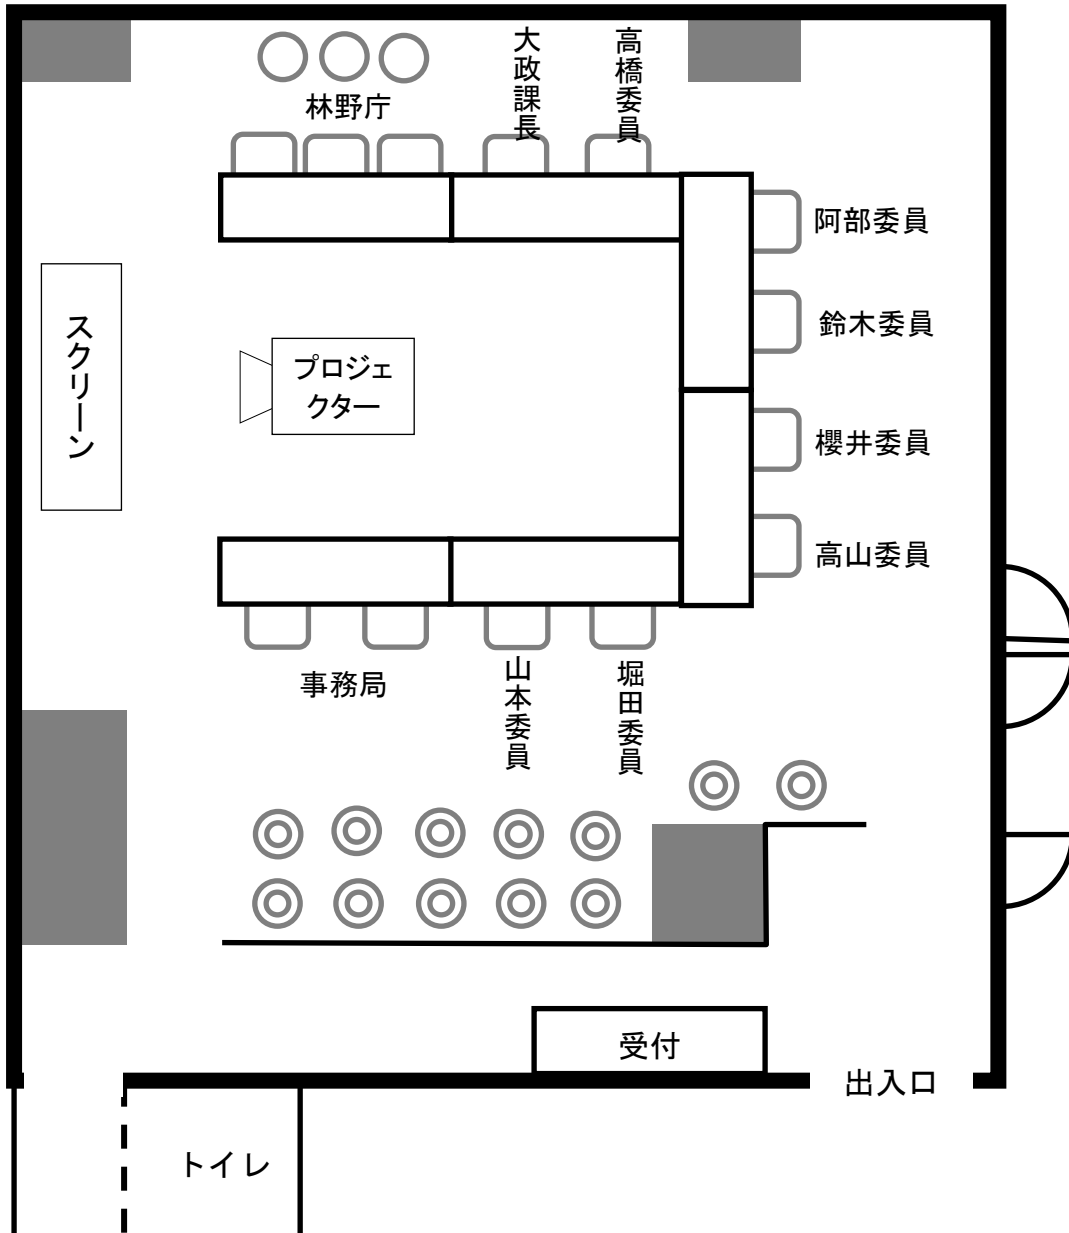 大政課長
高橋委員
林野庁
阿部委員
鈴木委員
スクリーン
プロジェ
クター
櫻井委員
高山委員
事務局
山本委員
堀田委員
受付
出入口
トイレ